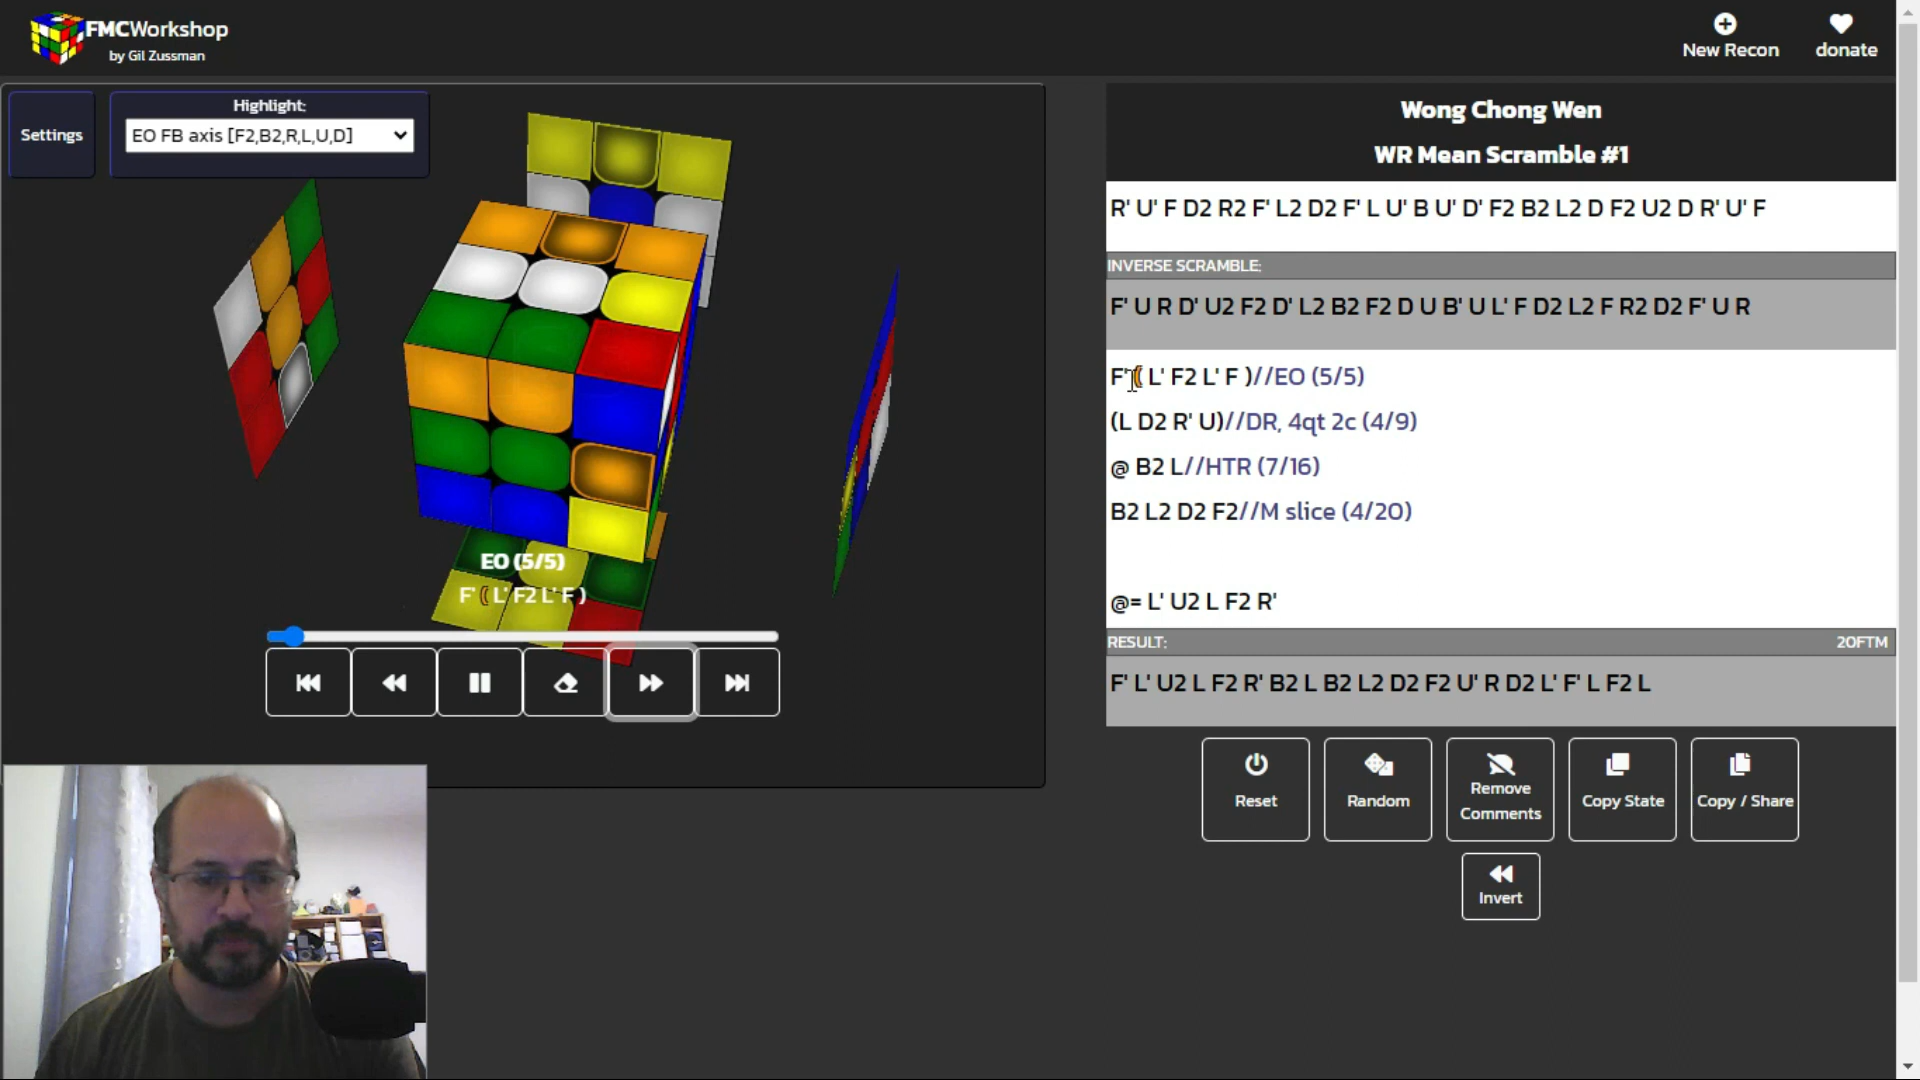 FMCWorkshop
by Gil Zussman
New Recon
donate
Settings
Highlight:
EO FB axis [F2,B2,R,L,U,D]
EO (5/5)
F' ( L' F2 L' F )
Wong Chong Wen
WR Mean Scramble #1
R' U' F D2 R2 F' L2 D2 F' L U' B U' D' F2 B2 L2 D F2 U2 D R' U' F
INVERSE SCRAMBLE:
F' U R D' U2 F2 D' L2 B2 F2 D U B' U L' F D2 L2 F R2 D2 F' U R
F' ( L' F2 L' F )//EO (5/5)
(L D2 R' U)//DR, 4qt 2c (4/9)
@ B2 L//HTR (7/16)
B2 L2 D2 F2//M slice (4/20)
@= L' U2 L F2 R'
RESULT:
20FTM
F' L' U2 L F2 R' B2 L B2 L2 D2 F2 U' R D2 L' F' L F2 L
Reset
Random
Remove
Comments
Copy State
Copy / Share
Invert